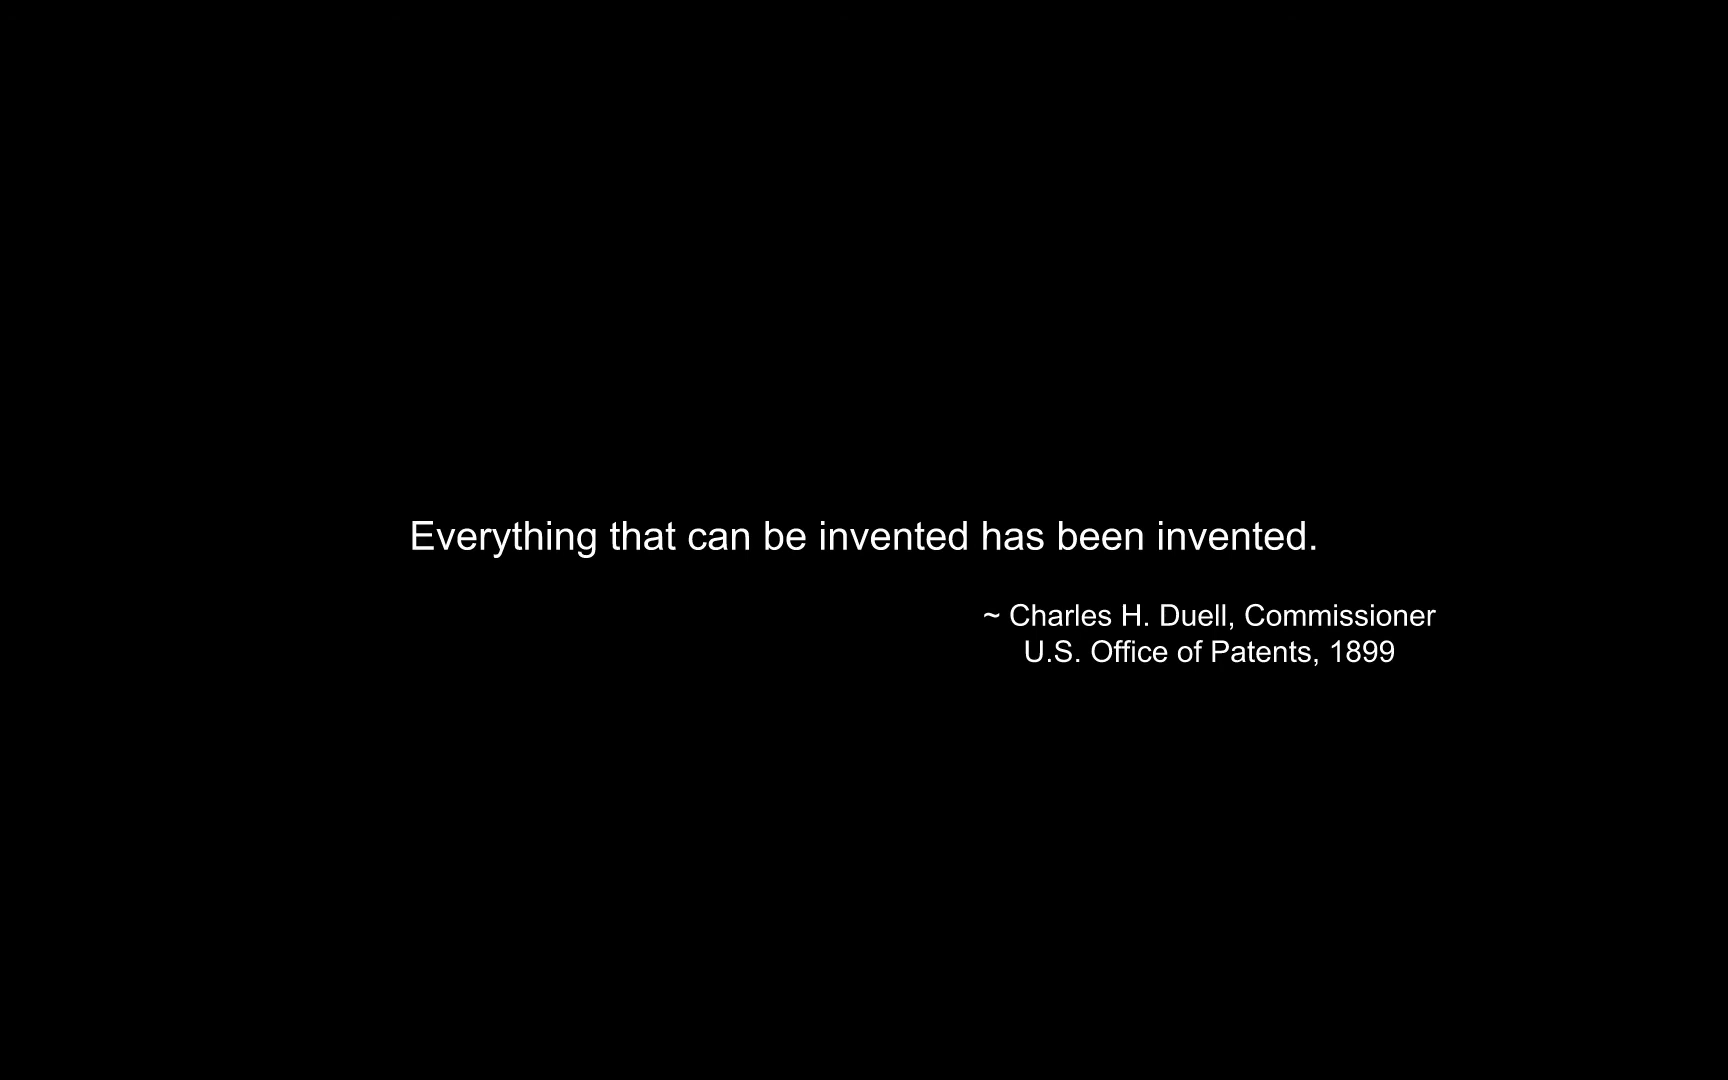 Everything that can be invented has been invented.
~ Charles H. Duell, Commissioner
U.S. Office of Patents, 1899